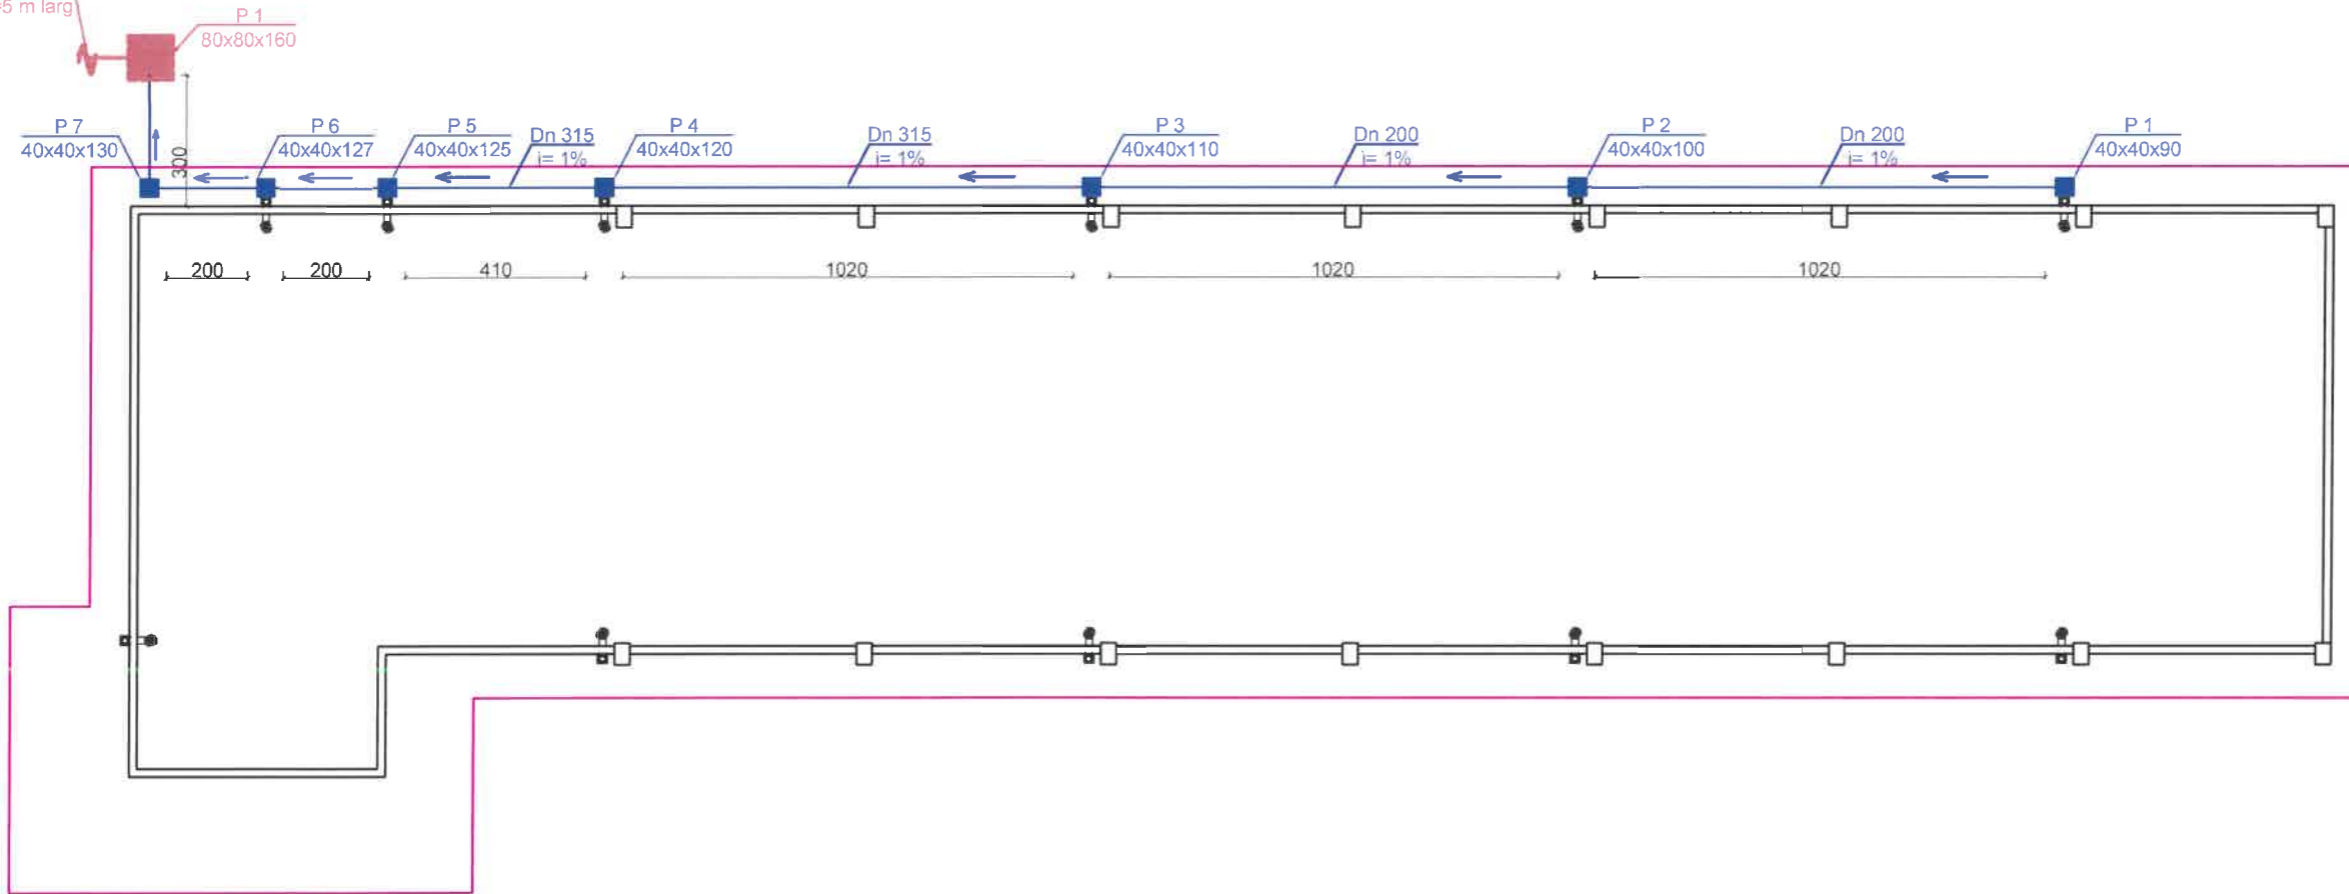 =5 m larg
P 1
80x80x160
P 7
40x40x130
P 6
40x40x127
P 5
40x40x125
Dn 315
i= 1%
P 4
40x40x120
Dn 315
i= 1%
P 3
40x40x110
Dn 200
i= 1%
P 2
40x40x100
Dn 200
i= 1%
P 1
40x40x90
300
200
200
410
1020
1020
1020